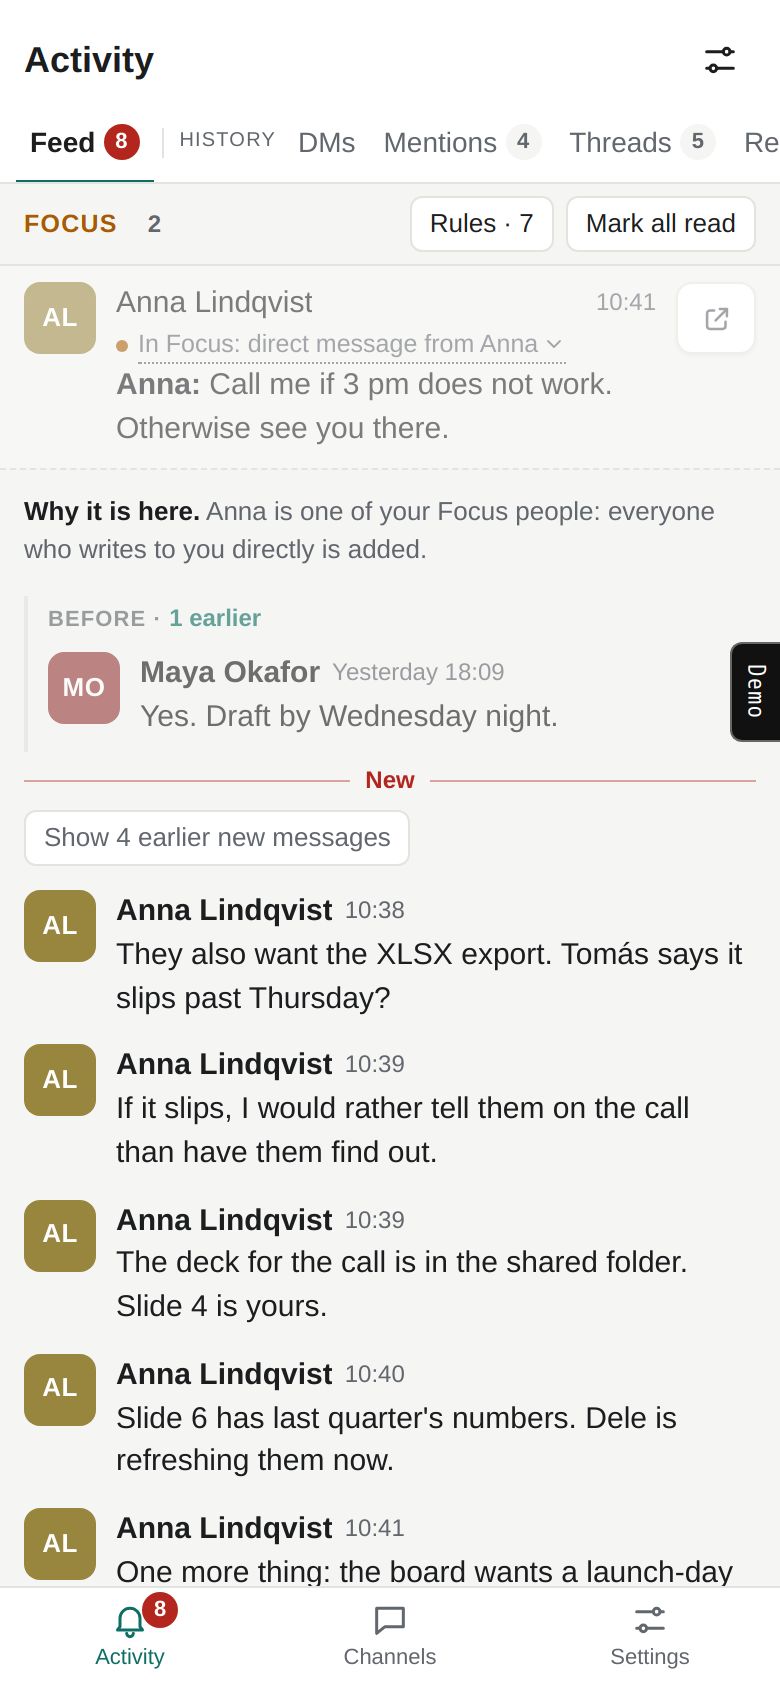 Activity
Feed 8 HISTORY DMs Mentions 4 Threads 5 Re
FOCUS 2 Rules · 7 Mark all read
AL Anna Lindqvist 10:41
In Focus: direct message from Anna
Anna: Call me if 3 pm does not work.
Otherwise see you there.
Why it is here. Anna is one of your Focus people: everyone
who writes to you directly is added.
BEFORE · 1 earlier
MO Maya Okafor Yesterday 18:09
Yes. Draft by Wednesday night.
Demo
New
Show 4 earlier new messages
AL Anna Lindqvist 10:38
They also want the XLSX export. Tomás says it
slips past Thursday?
AL Anna Lindqvist 10:39
If it slips, I would rather tell them on the call
than have them find out.
AL Anna Lindqvist 10:39
The deck for the call is in the shared folder.
Slide 4 is yours.
AL Anna Lindqvist 10:40
Slide 6 has last quarter's numbers. Dele is
refreshing them now.
AL Anna Lindqvist 10:41
One more thing: the board wants a launch-day
8
Activity Channels Settings